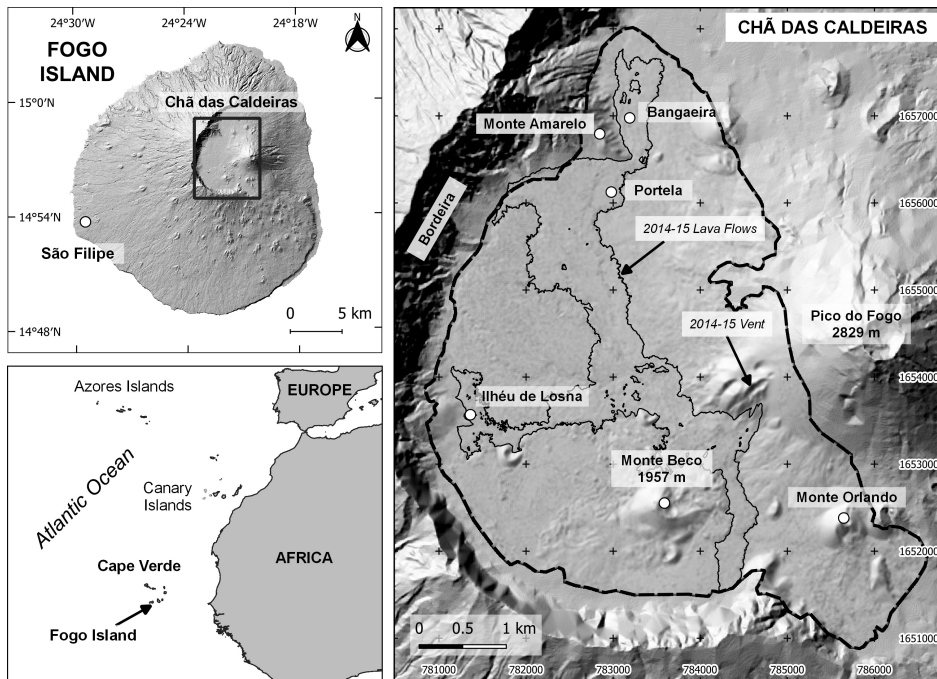 24°30'W
24°24'W
24°18'W
N
FOGO
ISLAND
Chã das Caldeiras
15°0'N
14°54'N
São Filipe
0 5 km
14°48'N
Azores Islands
EUROPE
Atlantic Ocean
Canary
Islands
AFRICA
Cape Verde
Fogo Island
CHÃ DAS CALDEIRAS
Bangaeira
Monte Amarelo
1657000
Bordeira
Portela
1656000
2014-15 Lava Flows
1655000
Pico do Fogo
2829 m
2014-15 Vent
1654000
Ilhéu de Losna
Monte Beco
1957 m
1653000
Monte Orlando
1652000
0 0.5 1 km
1651000
781000
782000
783000
784000
785000
786000